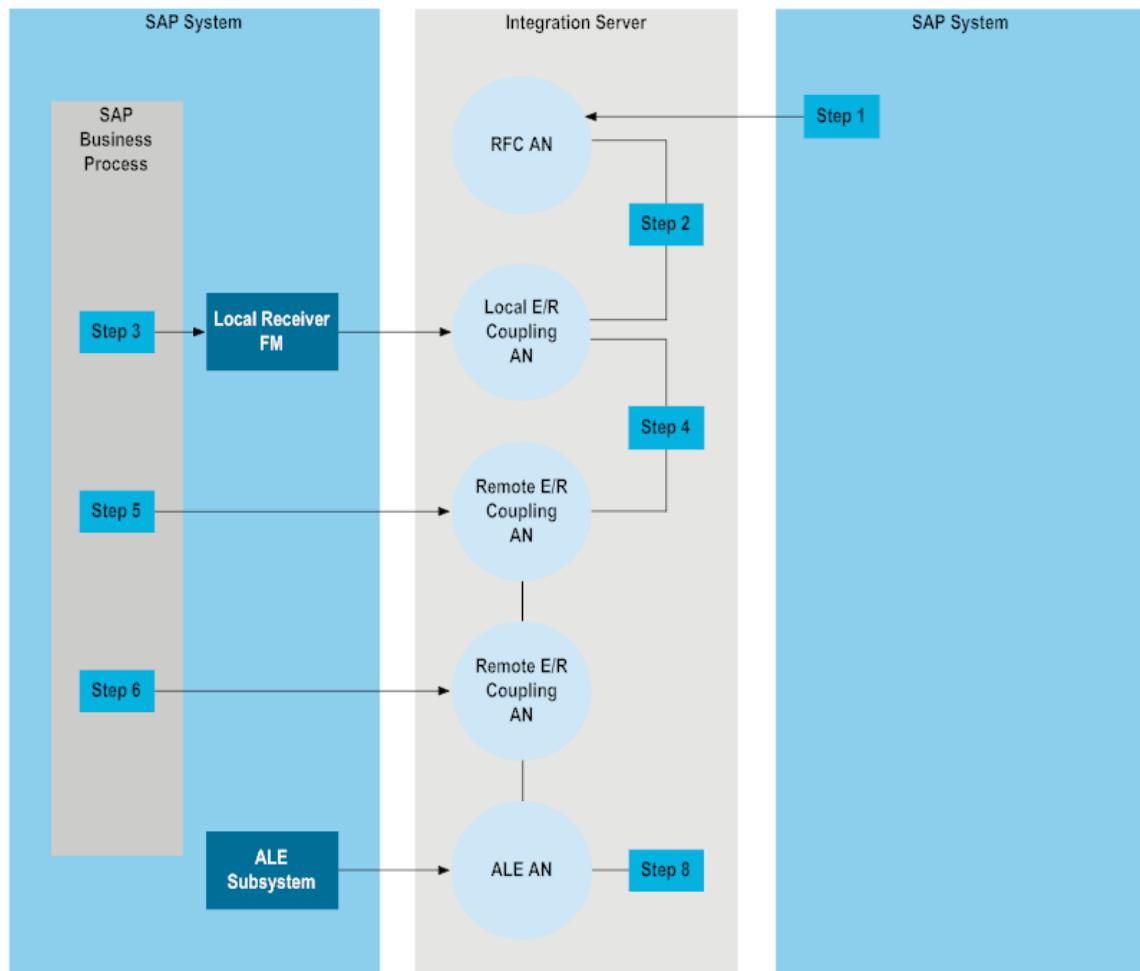 SAP System
Integration Server
SAP System
SAP
Business
Process
Step 1
RFC AN
Step 2
Step 3
Local Receiver
FM
Local E/R
Coupling
AN
Step 4
Step 5
Remote E/R
Coupling
AN
Step 6
Remote E/R
Coupling
AN
ALE
Subsystem
ALE AN
Step 8